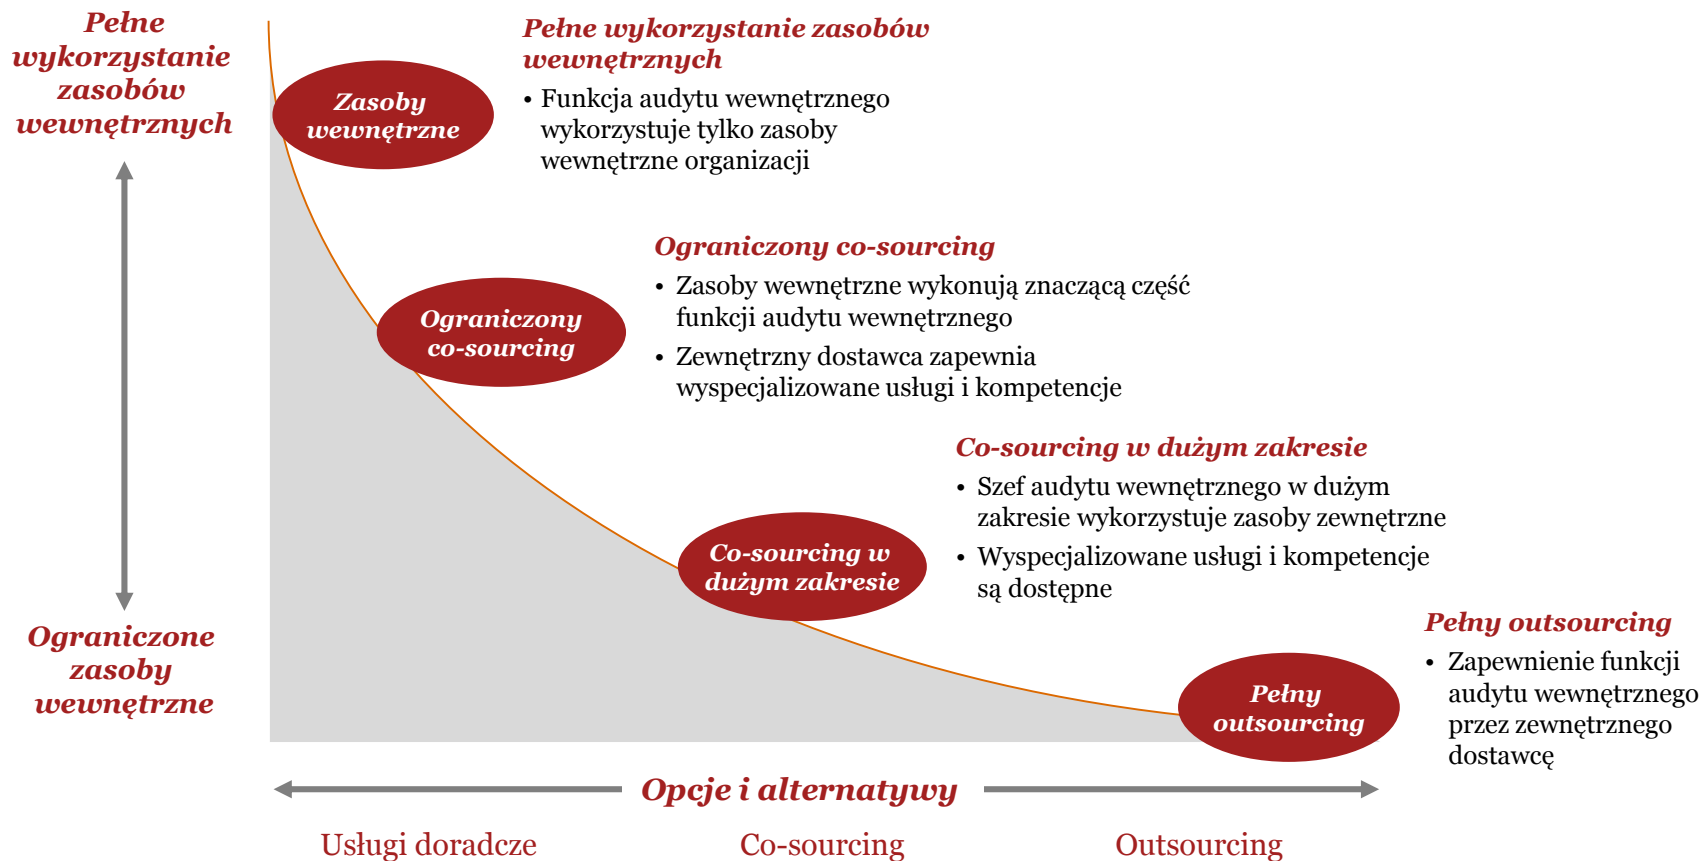 Pełne
wykorzystanie
zasobów
wewnętrznych
Ograniczone
zasoby
wewnętrzne
Zasoby
wewnętrzne
Pełne wykorzystanie zasobów
wewnętrznych
• Funkcja audytu wewnętrznego
wykorzystuje tylko zasoby
wewnętrzne organizacji
Ograniczony
co-sourcing
Ograniczony co-sourcing
• Zasoby wewnętrzne wykonują znaczącą część
funkcji audytu wewnętrznego
• Zewnętrzny dostawca zapewnia
wyspecjalizowane usługi i kompetencje
Co-sourcing w
dużym zakresie
Co-sourcing w dużym zakresie
• Szef audytu wewnętrznego w dużym
zakresie wykorzystuje zasoby zewnętrzne
• Wyspecjalizowane usługi i kompetencje
są dostępne
Pełny
outsourcing
Pełny outsourcing
• Zapewnienie funkcji
audytu wewnętrznego
przez zewnętrznego
dostawcę
Opcje i alternatywy
Usługi doradcze
Co-sourcing
Outsourcing